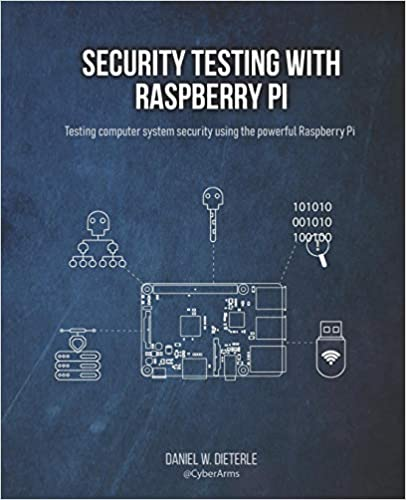 SECURITY TESTING WITH
RASPBERRY PI
Testing computer system security using the powerful Raspberry Pi
101010
001010
100100
DANIEL W. DIETERLE
@CyberArms